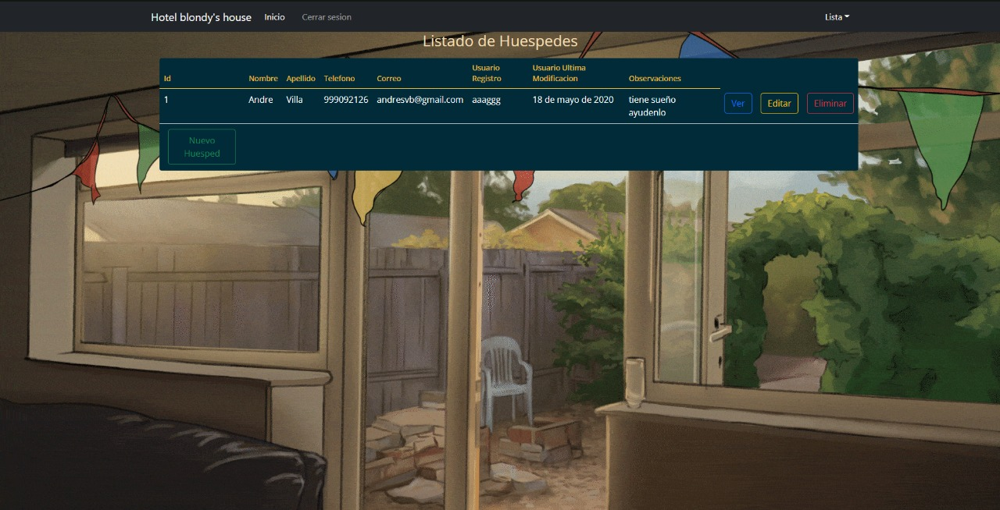 Hotel blondy's house Inicio Cerrar sesion Lista
Listado de Huespedes
Id Nombre Apellido Telefono Correo Usuario Registro Usuario Ultima Modificacion Observaciones
1 Andre Villa 999092126 andresvb@gmail.com aaaggg 18 de mayo de 2020 tiene sueño ayudenlo Ver Editar Eliminar
Nuevo
Huesped